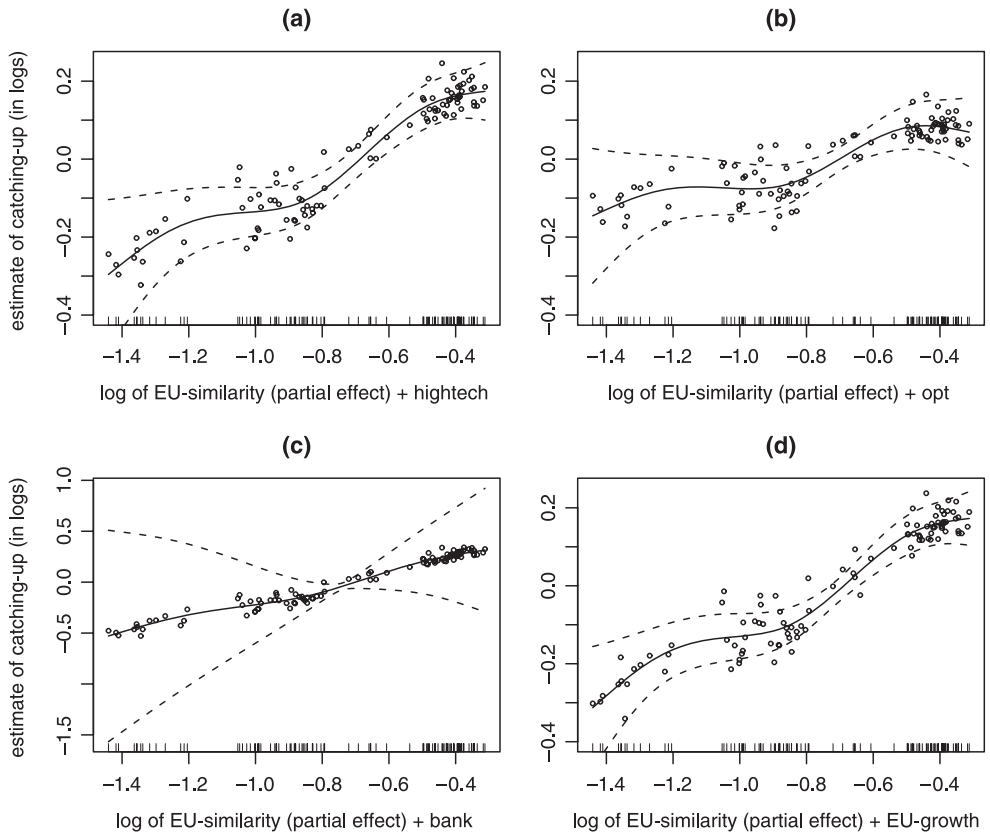 (a)
estimate of catching-up (in logs)
0.2
0.0
−0.2
−0.4
−1.4 −1.2 −1.0 −0.8 −0.6 −0.4
log of EU-similarity (partial effect) + hightech
(b)
0.2
0.0
−0.2
−0.4
−1.4 −1.2 −1.0 −0.8 −0.6 −0.4
log of EU-similarity (partial effect) + opt
(c)
estimate of catching-up (in logs)
1.0
0.5
0.0
−0.5
−1.5
−1.4 −1.2 −1.0 −0.8 −0.6 −0.4
log of EU-similarity (partial effect) + bank
(d)
0.2
0.0
−0.2
−0.4
−1.4 −1.2 −1.0 −0.8 −0.6 −0.4
log of EU-similarity (partial effect) + EU-growth